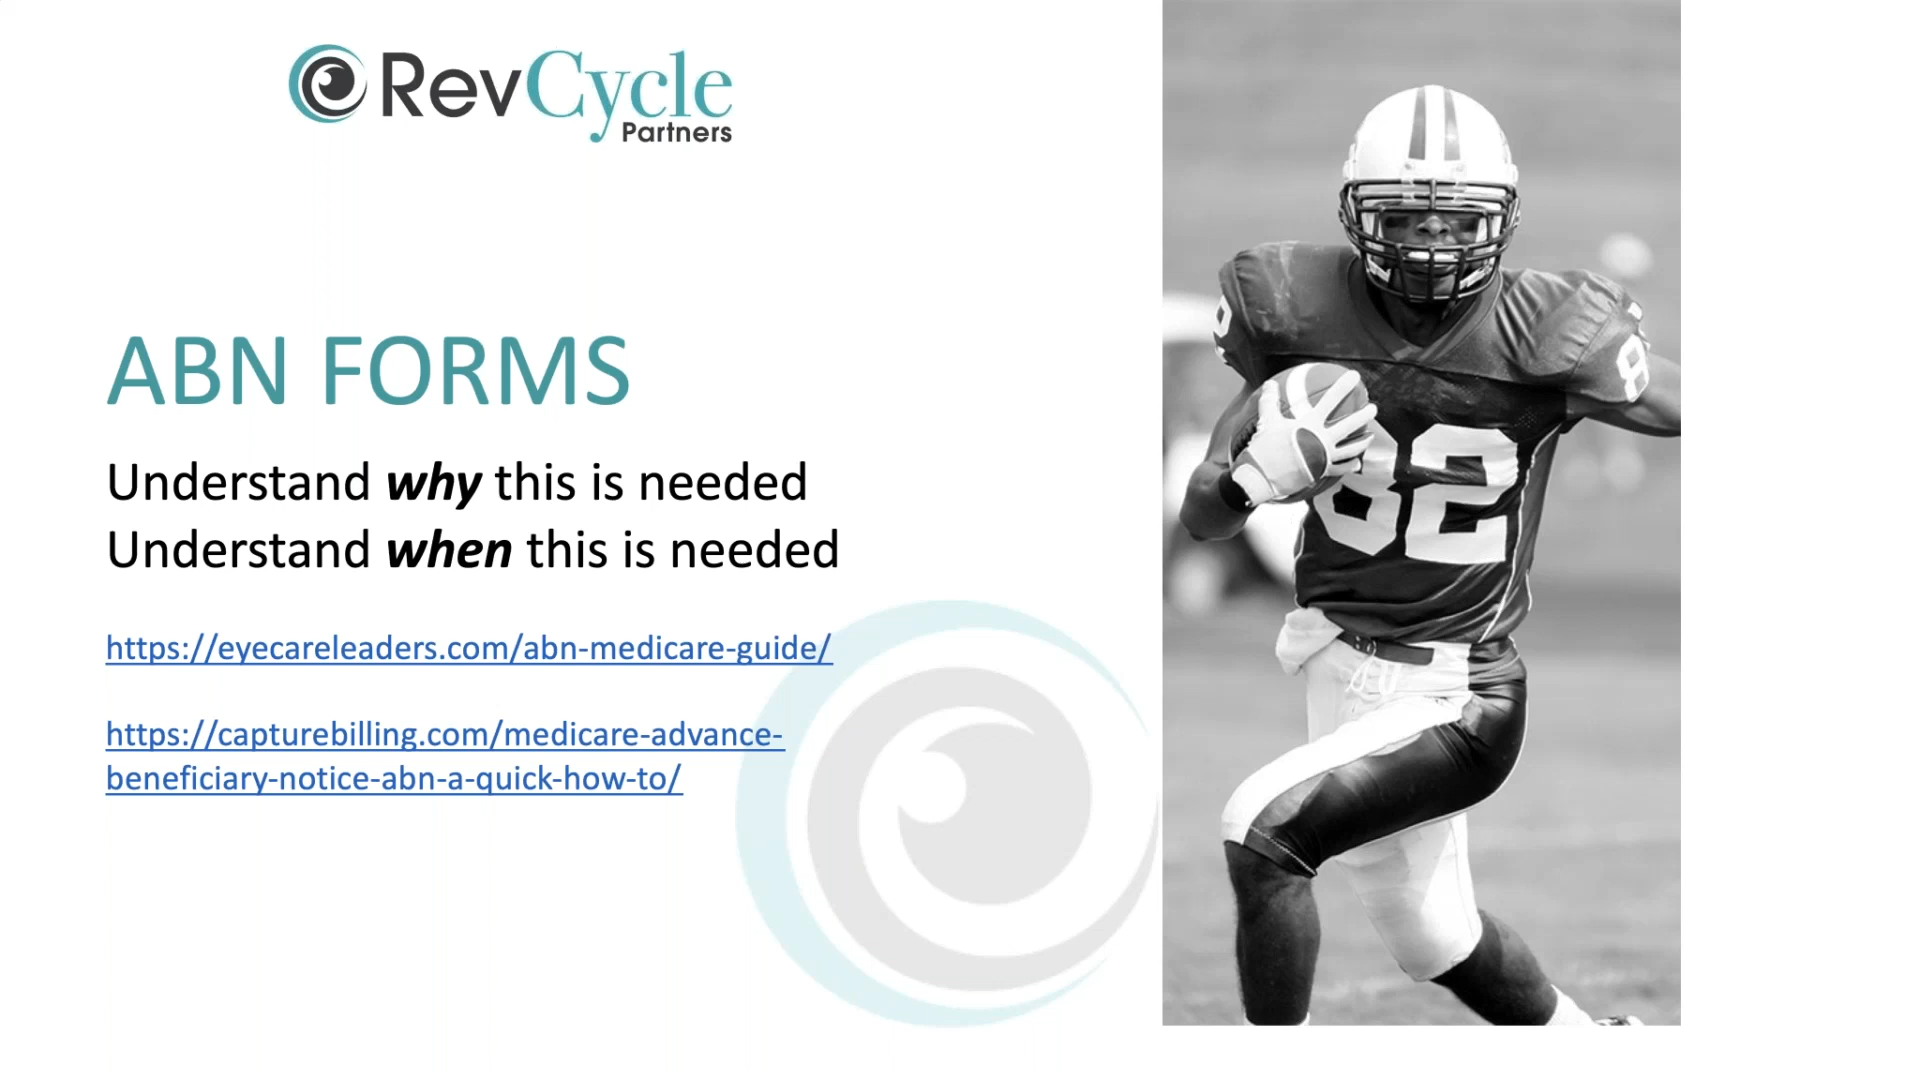 RevCycle
Partners
ABN FORMS
Understand why this is needed
Understand when this is needed
https://eyecareleaders.com/abn-medicare-guide/
https://capturebilling.com/medicare-advance-
beneficiary-notice-abn-a-quick-how-to/
82